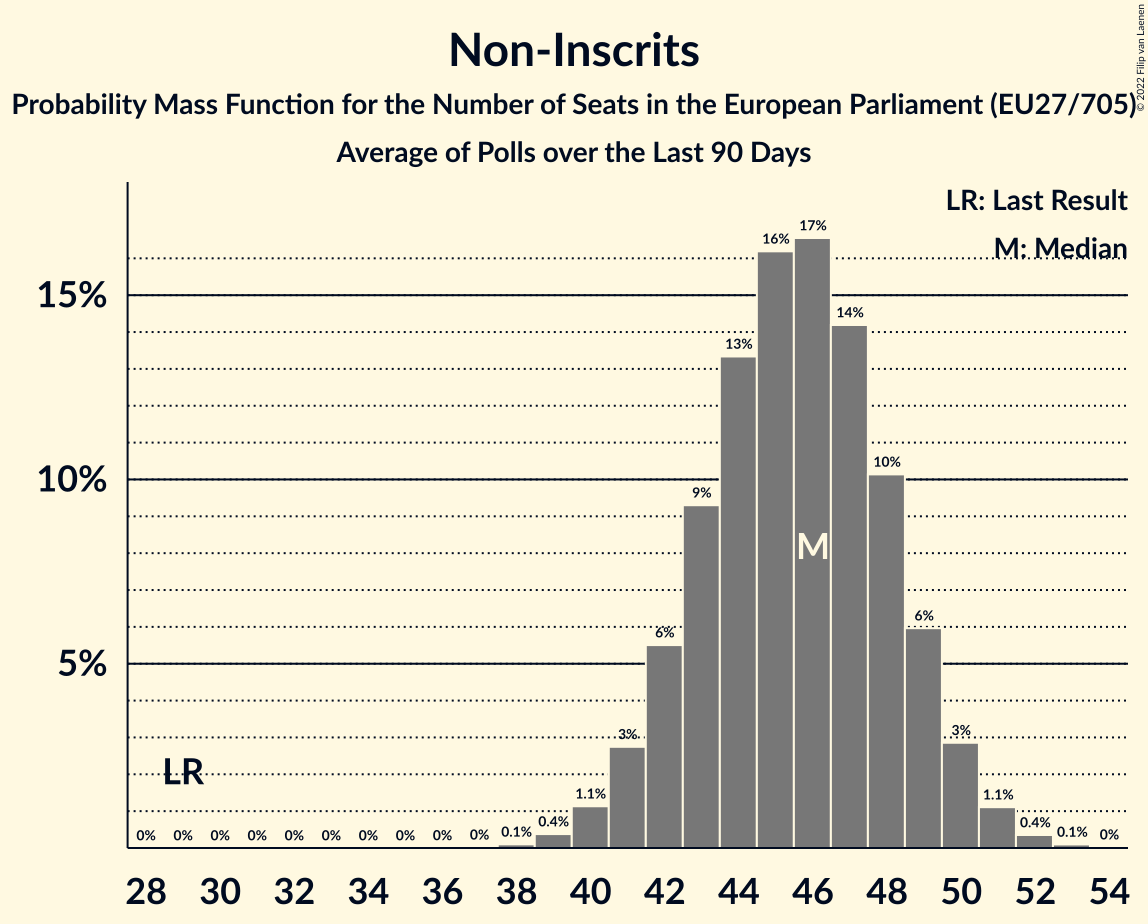 Non-Inscrits
Probability Mass Function for the Number of Seats in the European Parliament (EU27/705)
Average of Polls over the Last 90 Days
© 2022 Filip van Laenen
LR: Last Result
M: Median
15%
10%
5%
0% 0% 0% 0% 0% 0% 0% 0% 0% 0% 0.1% 0.4% 1.1% 3% 6% 9% 13% 16% 17% 14% 10% 6% 3% 1.1% 0.4% 0.1% 0%
LR
M
28 30 32 34 36 38 40 42 44 46 48 50 52 54